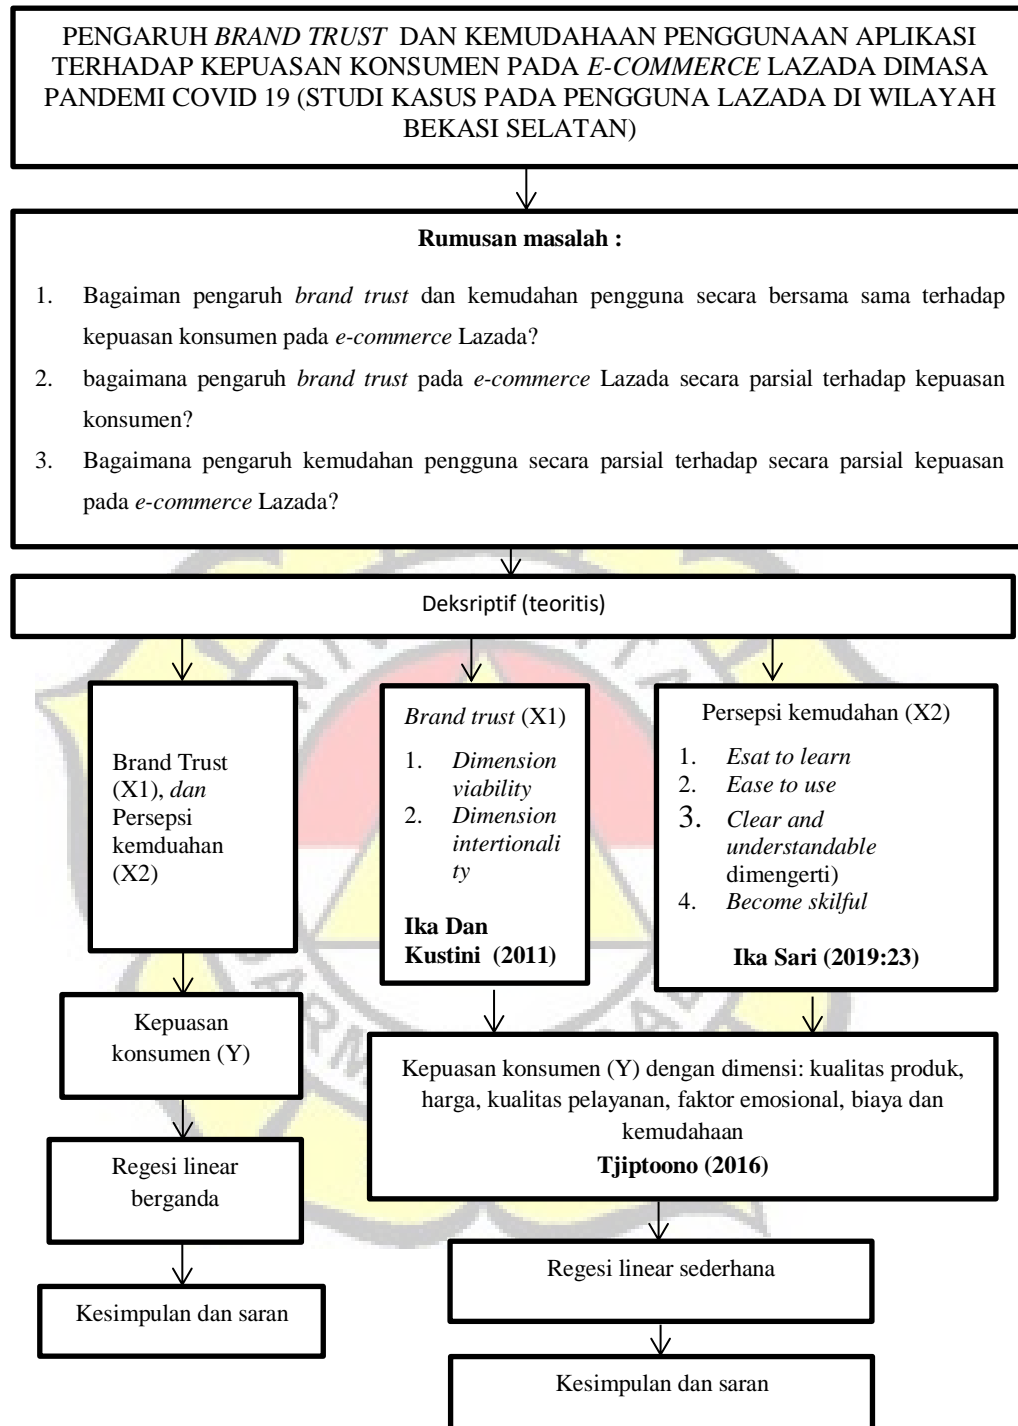 PENGARUH BRAND TRUST DAN KEMUDAHAAN PENGGUNAAN APLIKASI
TERHADAP KEPUASAN KONSUMEN PADA E-COMMERCE LAZADA DIMASA
PANDEMI COVID 19 (STUDI KASUS PADA PENGGUNA LAZADA DI WILAYAH
BEKASI SELATAN)
Rumusan masalah :
1. Bagaiman pengaruh brand trust dan kemudahan pengguna secara bersama sama terhadap
kepuasan konsumen pada e-commerce Lazada?
2. bagaimana pengaruh brand trust pada e-commerce Lazada secara parsial terhadap kepuasan
konsumen?
3. Bagaimana pengaruh kemudahan pengguna secara parsial terhadap secara parsial kepuasan
pada e-commerce Lazada?
Deksriptif (teoritis)
Brand Trust
(X1), dan
Persepsi
kemduahan
(X2)
Brand trust (X1)
1. Dimension
viability
2. Dimension
intertionali
ty
Ika Dan
Kustini (2011)
Persepsi kemudahan (X2)
1. Esat to learn
2. Ease to use
3. Clear and
understandable
dimengerti)
4. Become skilful
Ika Sari (2019:23)
Kepuasan
konsumen (Y)
Kepuasan konsumen (Y) dengan dimensi: kualitas produk,
harga, kualitas pelayanan, faktor emosional, biaya dan
kemudahaan
Tjiptoono (2016)
Regesi linear
berganda
Regesi linear sederhana
Kesimpulan dan saran
Kesimpulan dan saran